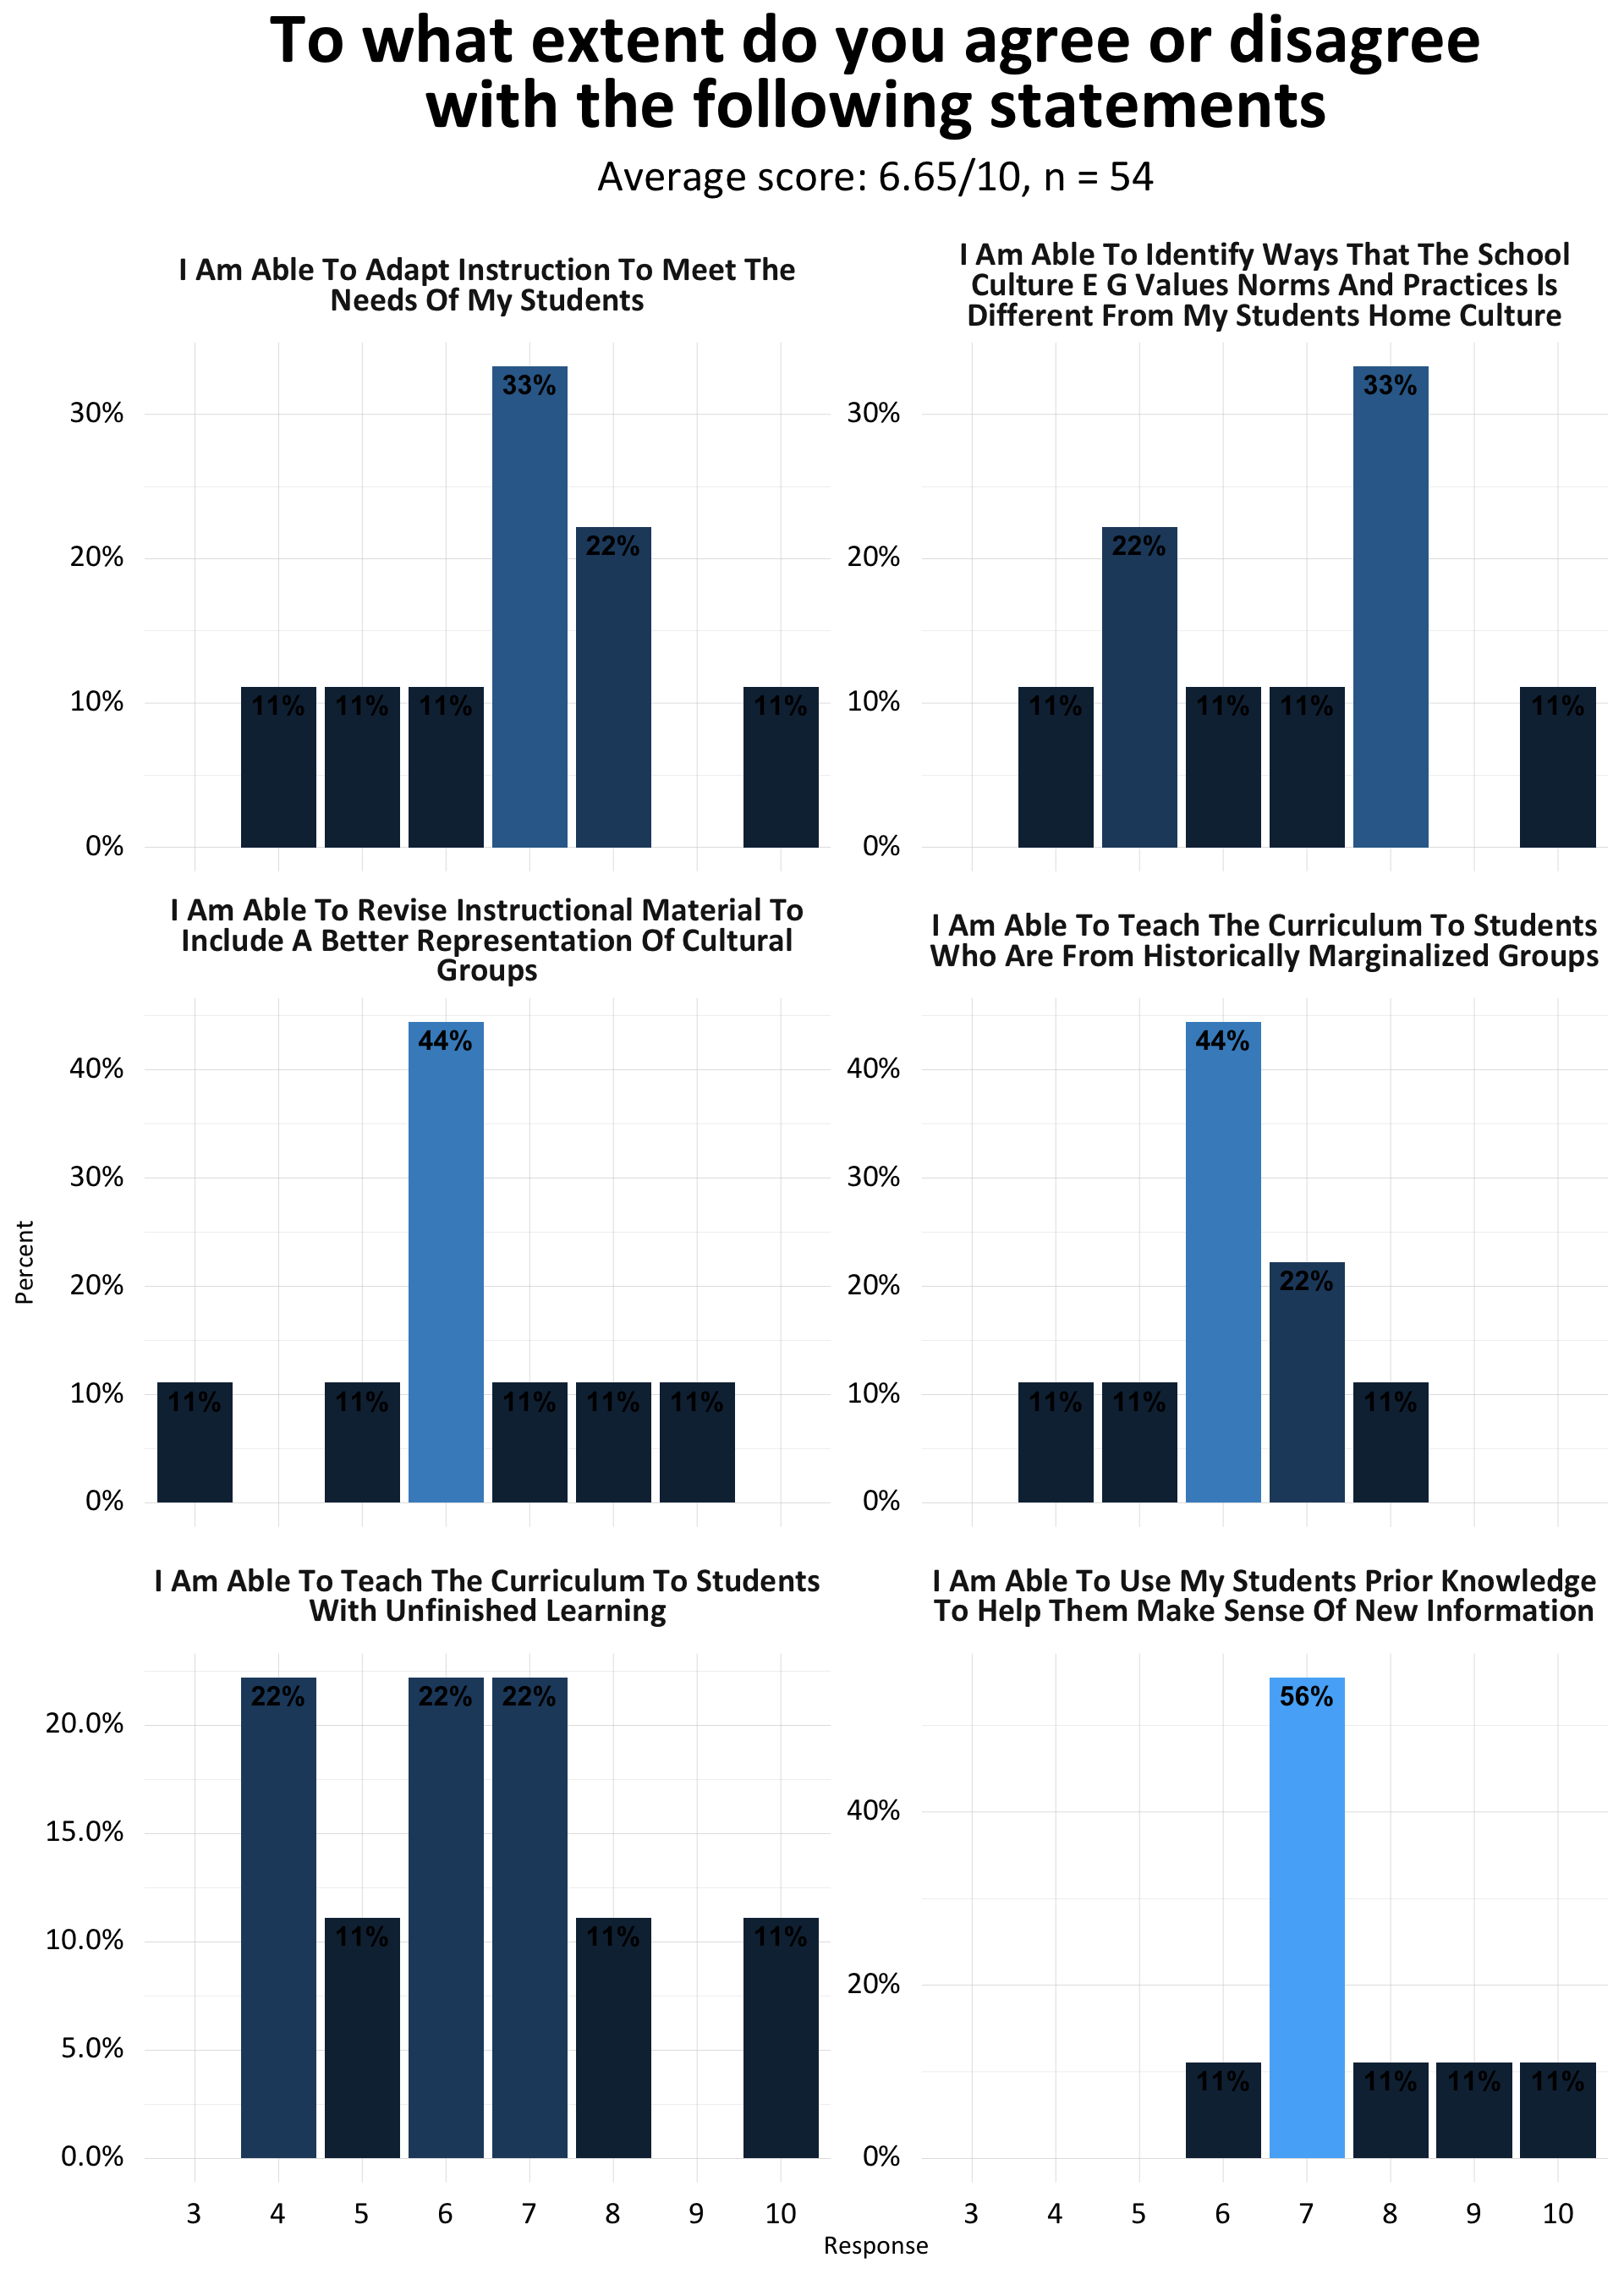 To what extent do you agree or disagree
with the following statements
Average score: 6.65/10, n = 54
I Am Able To Adapt Instruction To Meet The
Needs Of My Students
30%
20%
10%
0%
11%
11%
11%
33%
22%
11%
I Am Able To Identify Ways That The School
Culture E G Values Norms And Practices Is
Different From My Students Home Culture
30%
20%
10%
0%
11%
22%
11%
11%
33%
11%
I Am Able To Revise Instructional Material To
Include A Better Representation Of Cultural
Groups
40%
30%
20%
10%
0%
11%
11%
44%
11%
11%
11%
I Am Able To Teach The Curriculum To Students
Who Are From Historically Marginalized Groups
40%
30%
20%
10%
0%
11%
11%
44%
22%
11%
Percent
I Am Able To Teach The Curriculum To Students
With Unfinished Learning
20.0%
15.0%
10.0%
5.0%
0.0%
22%
11%
22%
22%
11%
11%
3 4 5 6 7 8 9 10
I Am Able To Use My Students Prior Knowledge
To Help Them Make Sense Of New Information
40%
20%
0%
11%
56%
11%
11%
11%
3 4 5 6 7 8 9 10
Response